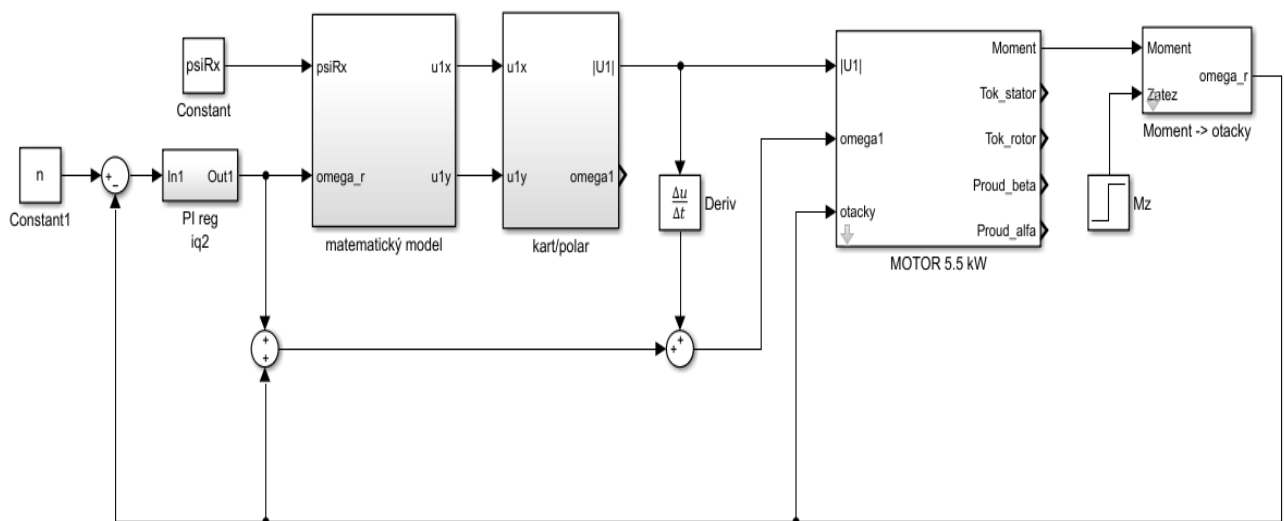 psiRx
Constant
n
Constant1
+
−
In1
Out1
PI reg
iq2
psiRx
omega_r
u1x
u1y
matematický model
u1x
u1y
|U1|
omega1
kart/polar
Δu
Δt
Deriv
+
+
+
+
|U1|
omega1
otacky
Moment
Tok_stator
Tok_rotor
Proud_beta
Proud_alfa
MOTOR 5.5 kW
Moment
Zatez
omega_r
Moment -> otacky
Mz